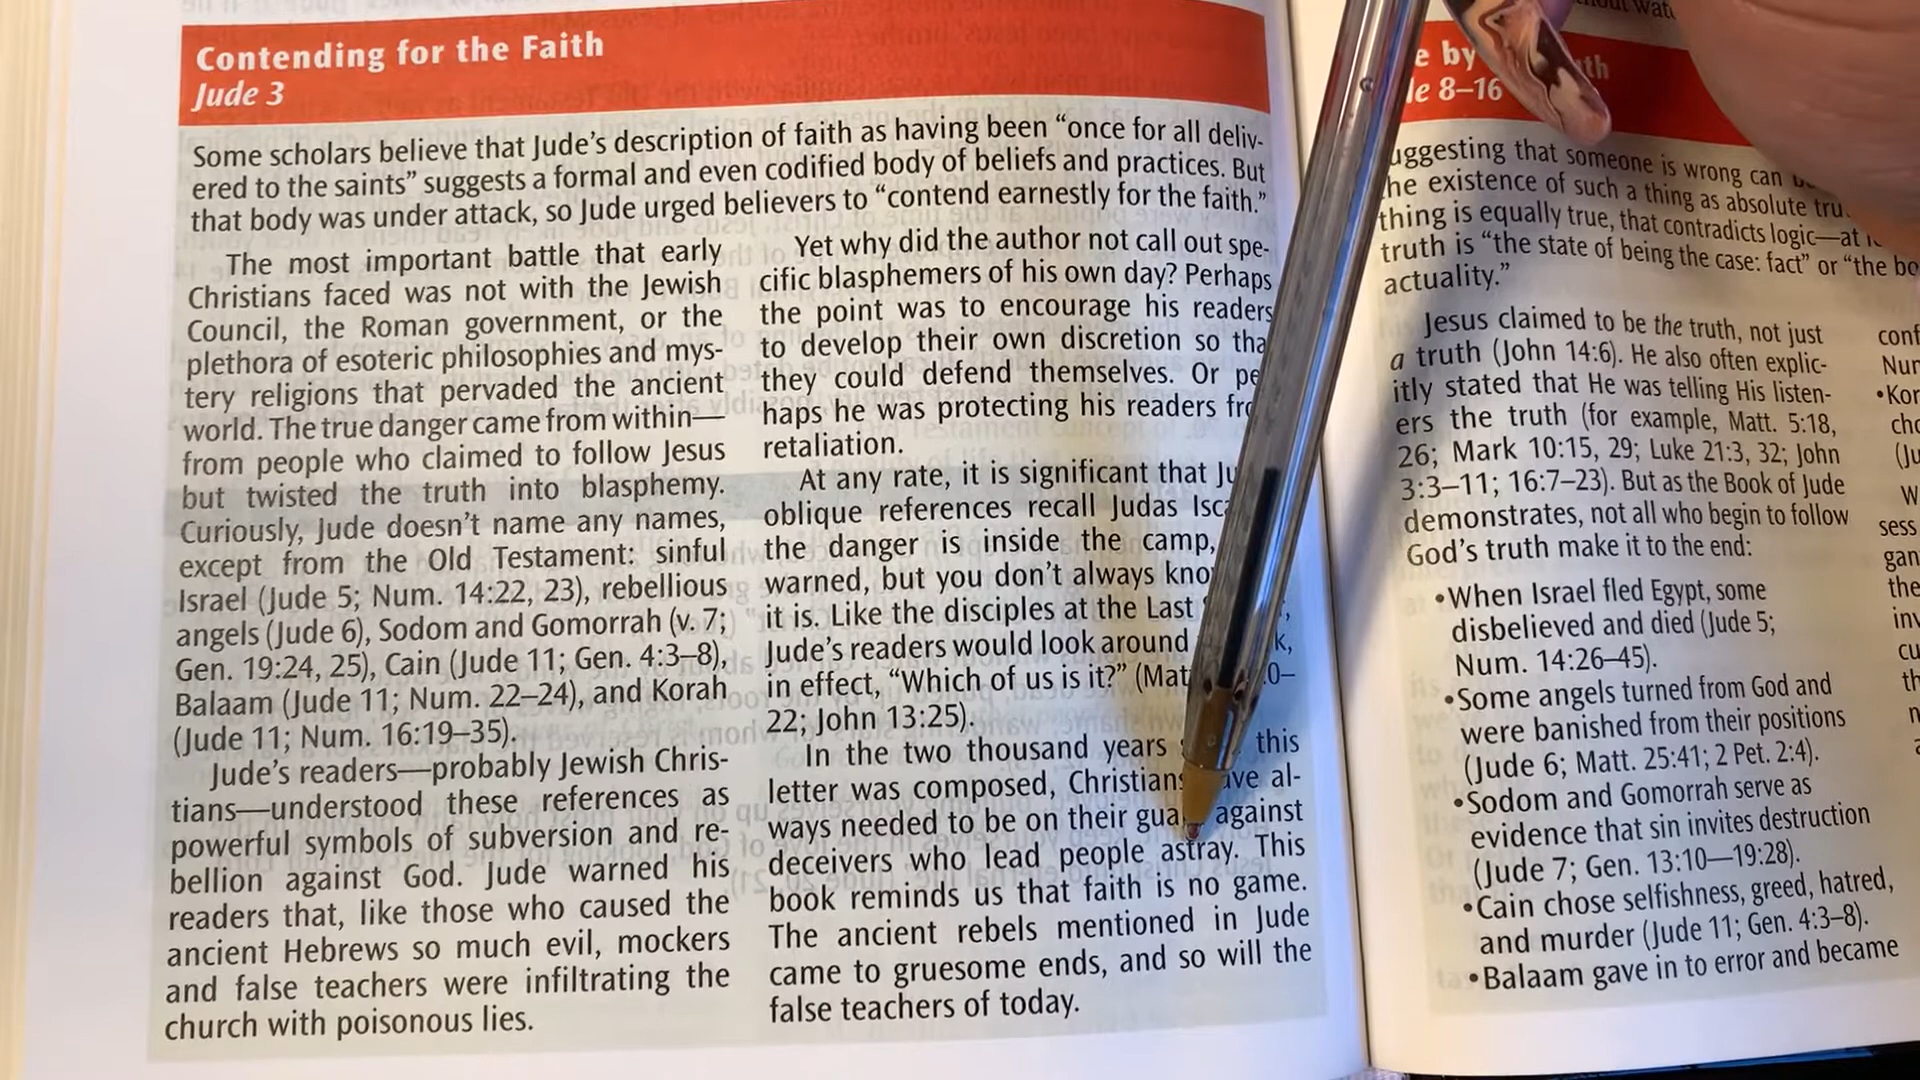 Contending for the Faith
Jude 3
Some scholars believe that Jude's description of faith as having been “once for all deliv-
ered to the saints” suggests a formal and even codified body of beliefs and practices. But
that body was under attack, so Jude urged believers to “contend earnestly for the faith.”
The most important battle that early
Christians faced was not with the Jewish
Council, the Roman government, or the
plethora of esoteric philosophies and mys-
tery religions that pervaded the ancient
world. The true danger came from within—
from people who claimed to follow Jesus
but twisted the truth into blasphemy.
Curiously, Jude doesn't name any names,
except from the Old Testament: sinful
Israel (Jude 5; Num. 14:22, 23), rebellious
angels (Jude 6), Sodom and Gomorrah (v. 7;
Gen. 19:24, 25), Cain (Jude 11; Gen. 4:3–8),
Balaam (Jude 11; Num. 22–24), and Korah
(Jude 11; Num. 16:19–35).
Jude's readers—probably Jewish Chris-
tians—understood these references as
powerful symbols of subversion and re-
bellion against God. Jude warned his
readers that, like those who caused the
ancient Hebrews so much evil, mockers
and false teachers were infiltrating the
church with poisonous lies.
Yet why did the author not call out spe-
cific blasphemers of his own day? Perhaps
the point was to encourage his readers
to develop their own discretion so tha
they could defend themselves. Or pe
haps he was protecting his readers fro
retaliation.
At any rate, it is significant that Ju
oblique references recall Judas Isca
the danger is inside the camp,
warned, but you don't always kno
it is. Like the disciples at the Last
Jude's readers would look around k,
in effect, “Which of us is it?” (Mat 0–
22; John 13:25).
In the two thousand years this
letter was composed, Christians ave al-
ways needed to be on their gua against
deceivers who lead people astray. This
book reminds us that faith is no game.
The ancient rebels mentioned in Jude
came to gruesome ends, and so will the
false teachers of today.
e by th
le 8–16
uggesting that someone is wrong can
he existence of such a thing as absolute tru
thing is equally true, that contradicts logic—at
truth is “the state of being the case: fact” or “the bo
actuality.”
Jesus claimed to be the truth, not just
a truth (John 14:6). He also often explic-
itly stated that He was telling His listen-
ers the truth (for example, Matt. 5:18,
26; Mark 10:15, 29; Luke 21:3, 32; John
3:3–11; 16:7–23). But as the Book of Jude
demonstrates, not all who begin to follow
God's truth make it to the end:
•When Israel fled Egypt, some
disbelieved and died (Jude 5;
Num. 14:26–45).
•Some angels turned from God and
were banished from their positions
(Jude 6; Matt. 25:41; 2 Pet. 2:4).
•Sodom and Gomorrah serve as
evidence that sin invites destruction
(Jude 7; Gen. 13:10—19:28).
•Cain chose selfishness, greed, hatred,
and murder (Jude 11; Gen. 4:3–8).
•Balaam gave in to error and became
conf
Nur
•Kor
cho
(Ju
W
sess
gan
the
inv
cu
th
n
a